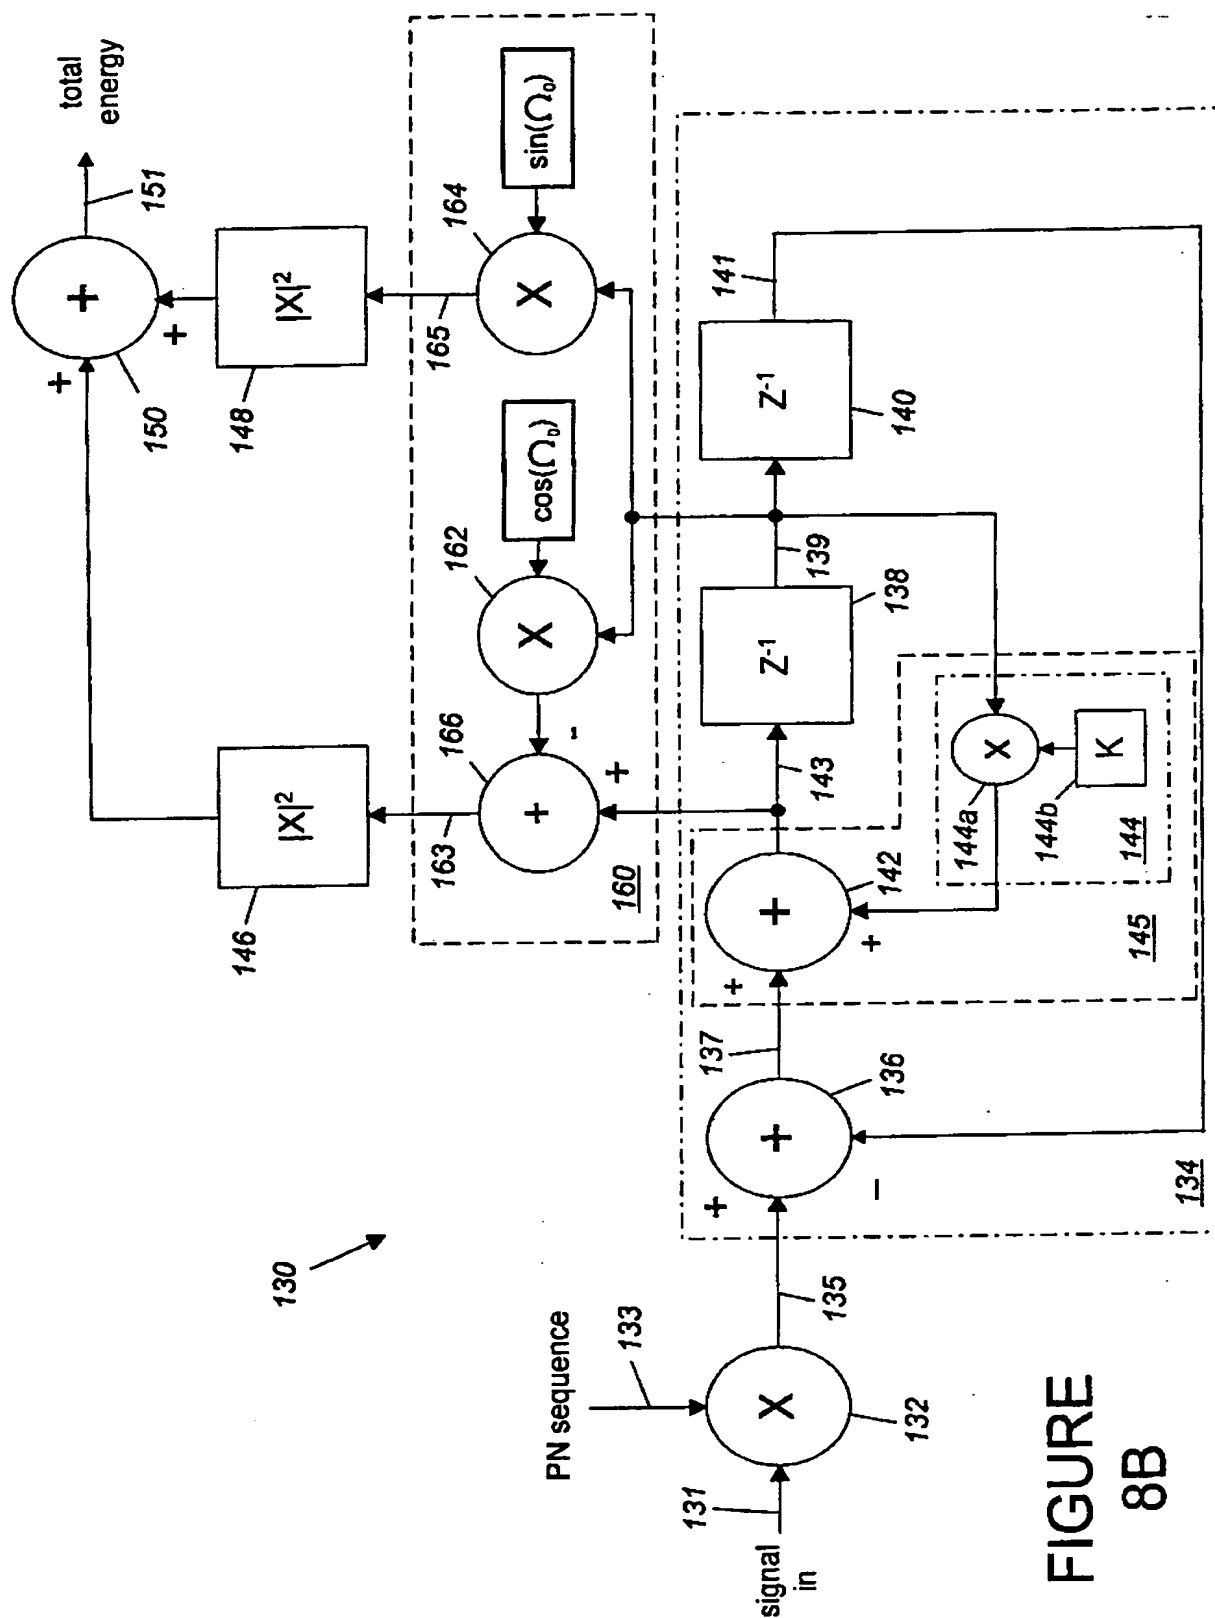 total
energy
+
151
+
+
150
|X|²
148
|X|²
146
sin(Ω₀)
164
X
165
cos(Ω₀)
162
X
166
+
-
+
163
160
141
Z⁻¹
140
139
Z⁻¹
138
143
+
142
+
+
X
K
144a
144b
144
145
137
+
136
+
−
134
130
PN sequence
133
135
X
132
131
signal
in
FIGURE
8B